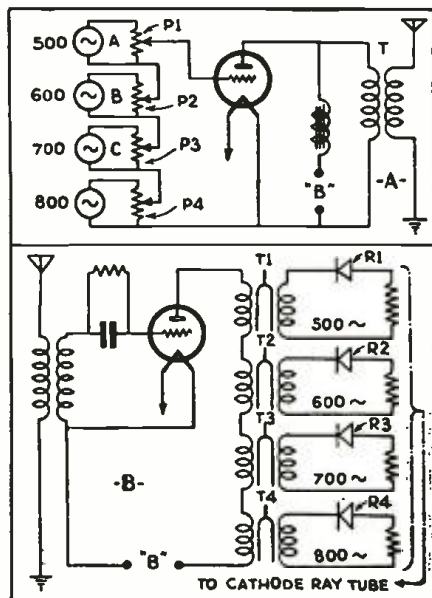 P1
500 A
600 B
P2
700 C
P3
800
P4
T
"B"
-A-
T1
R1
500 ~
T2
R2
600 ~
T3
R3
700 ~
T4
R4
800 ~
-B-
"B"
TO CATHODE RAY TUBE